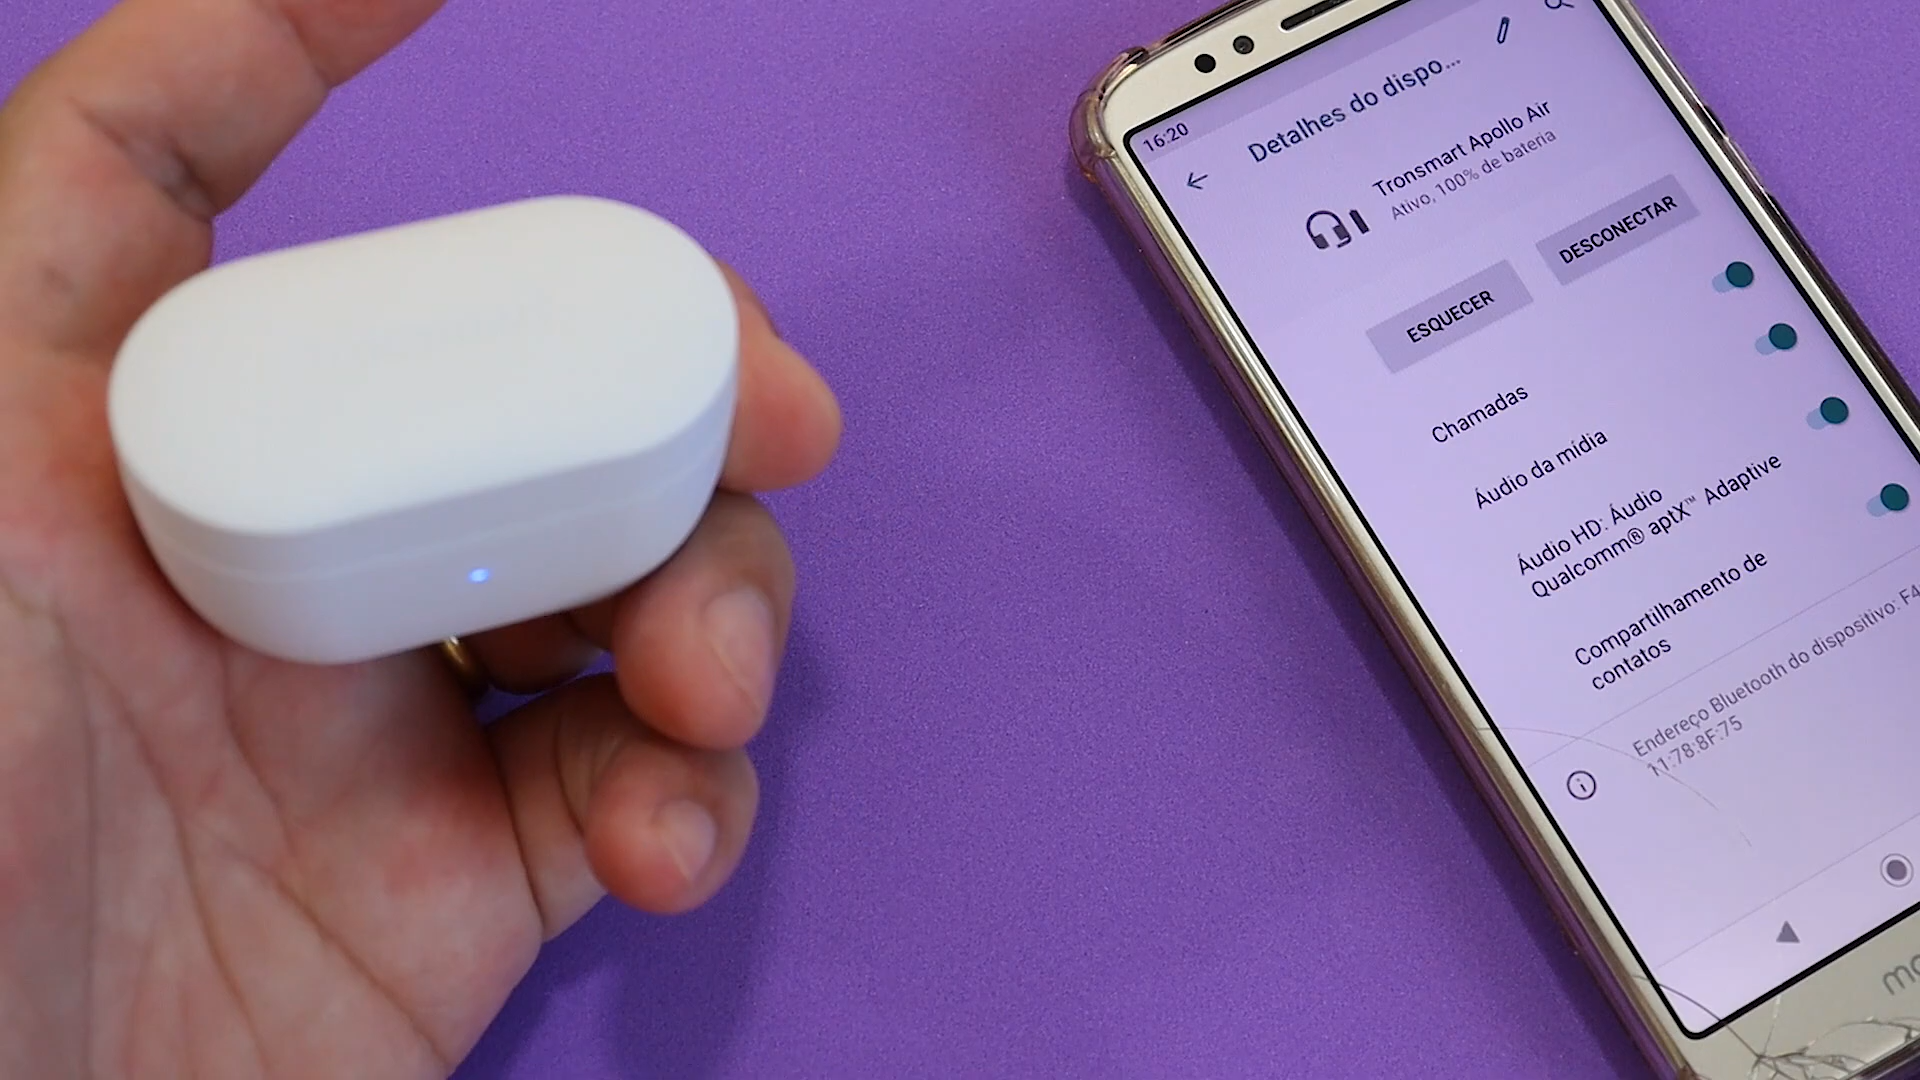 16:20
Detalhes do dispo...
Tronsmart Apollo Air
Ativo, 100% de bateria
ESQUECER
DESCONECTAR
Chamadas
Áudio da mídia
Áudio HD: Áudio
Qualcomm® aptX™ Adaptive
Compartilhamento de
contatos
Endereço Bluetooth do dispositivo: F4
11:78:8F:75